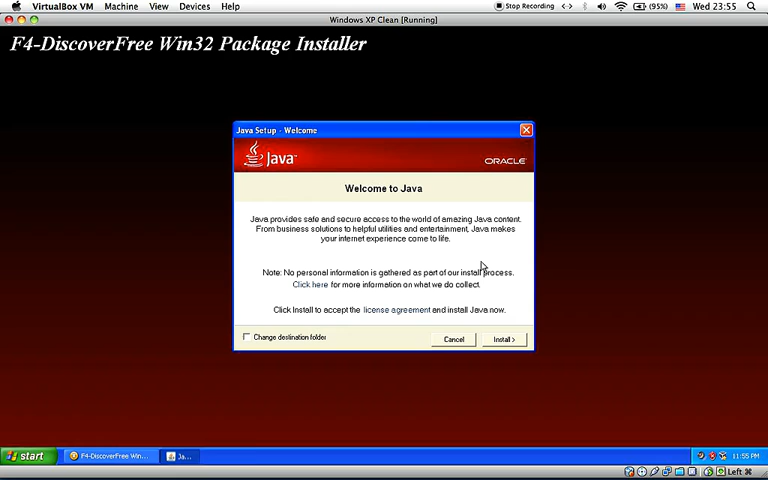 VirtualBox VM Machine View Devices Help
Stop Recording (95%) Wed 23:55
Windows XP Clean [Running]
F4-DiscoverFree Win32 Package Installer
Java Setup - Welcome
Java™ ORACLE
Welcome to Java
Java provides safe and secure access to the world of amazing Java content.
From business solutions to helpful utilities and entertainment, Java makes
your internet experience come to life.
Note: No personal information is gathered as part of our install process.
Click here for more information on what we do collect.
Click Install to accept the license agreement and install Java now.
Change destination folder Cancel Install >
start F4-DiscoverFree Win... Ja... 11:55 PM
Left ⌘